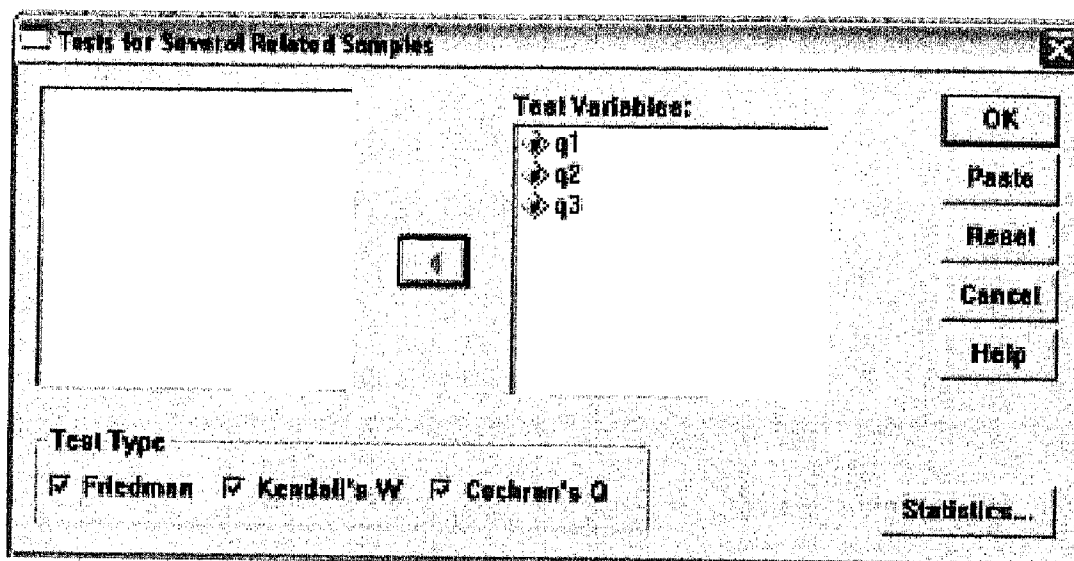 Tests for Several Related Samples
Test Variables:
q1
q2
q3
OK
Paste
Reset
Cancel
Help
Test Type
Friedman Kendall's W Cochran's Q
Statistics...